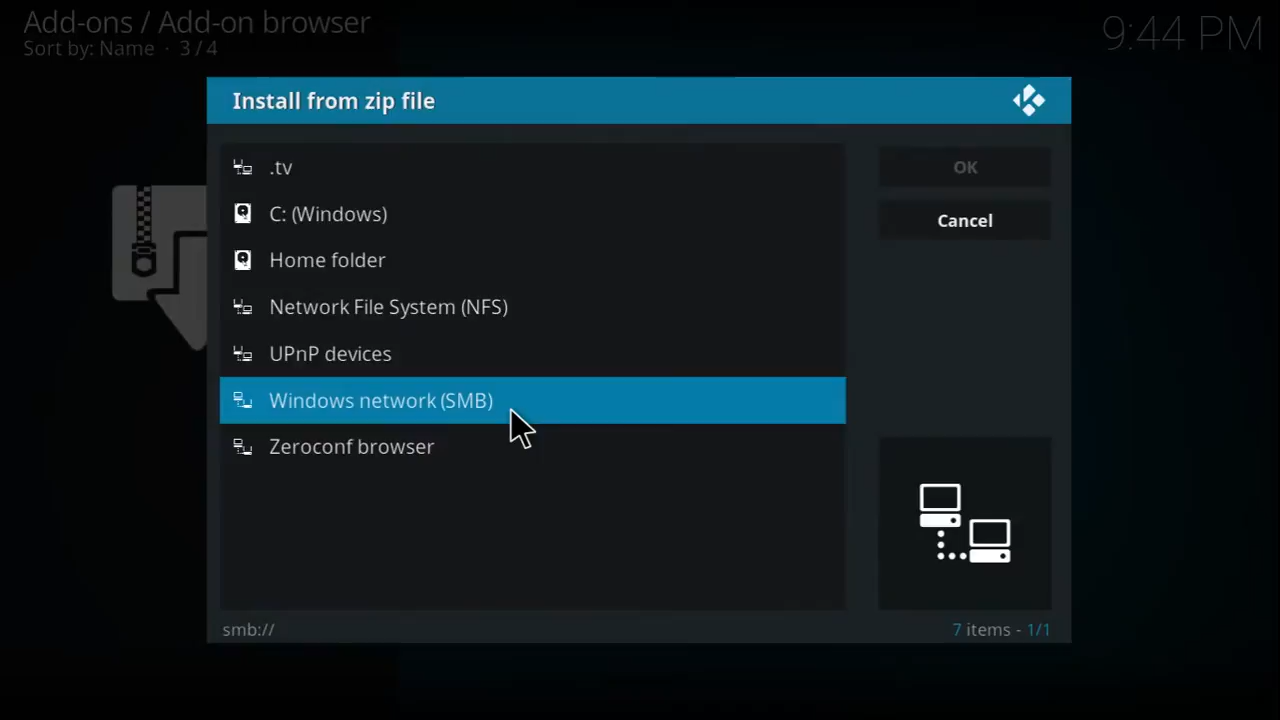 Add-ons / Add-on browser
Sort by: Name · 3 / 4
9:44 PM
Install from zip file
.tv
C: (Windows)
Home folder
Network File System (NFS)
UPnP devices
Windows network (SMB)
Zeroconf browser
OK
Cancel
smb://
7 items - 1/1